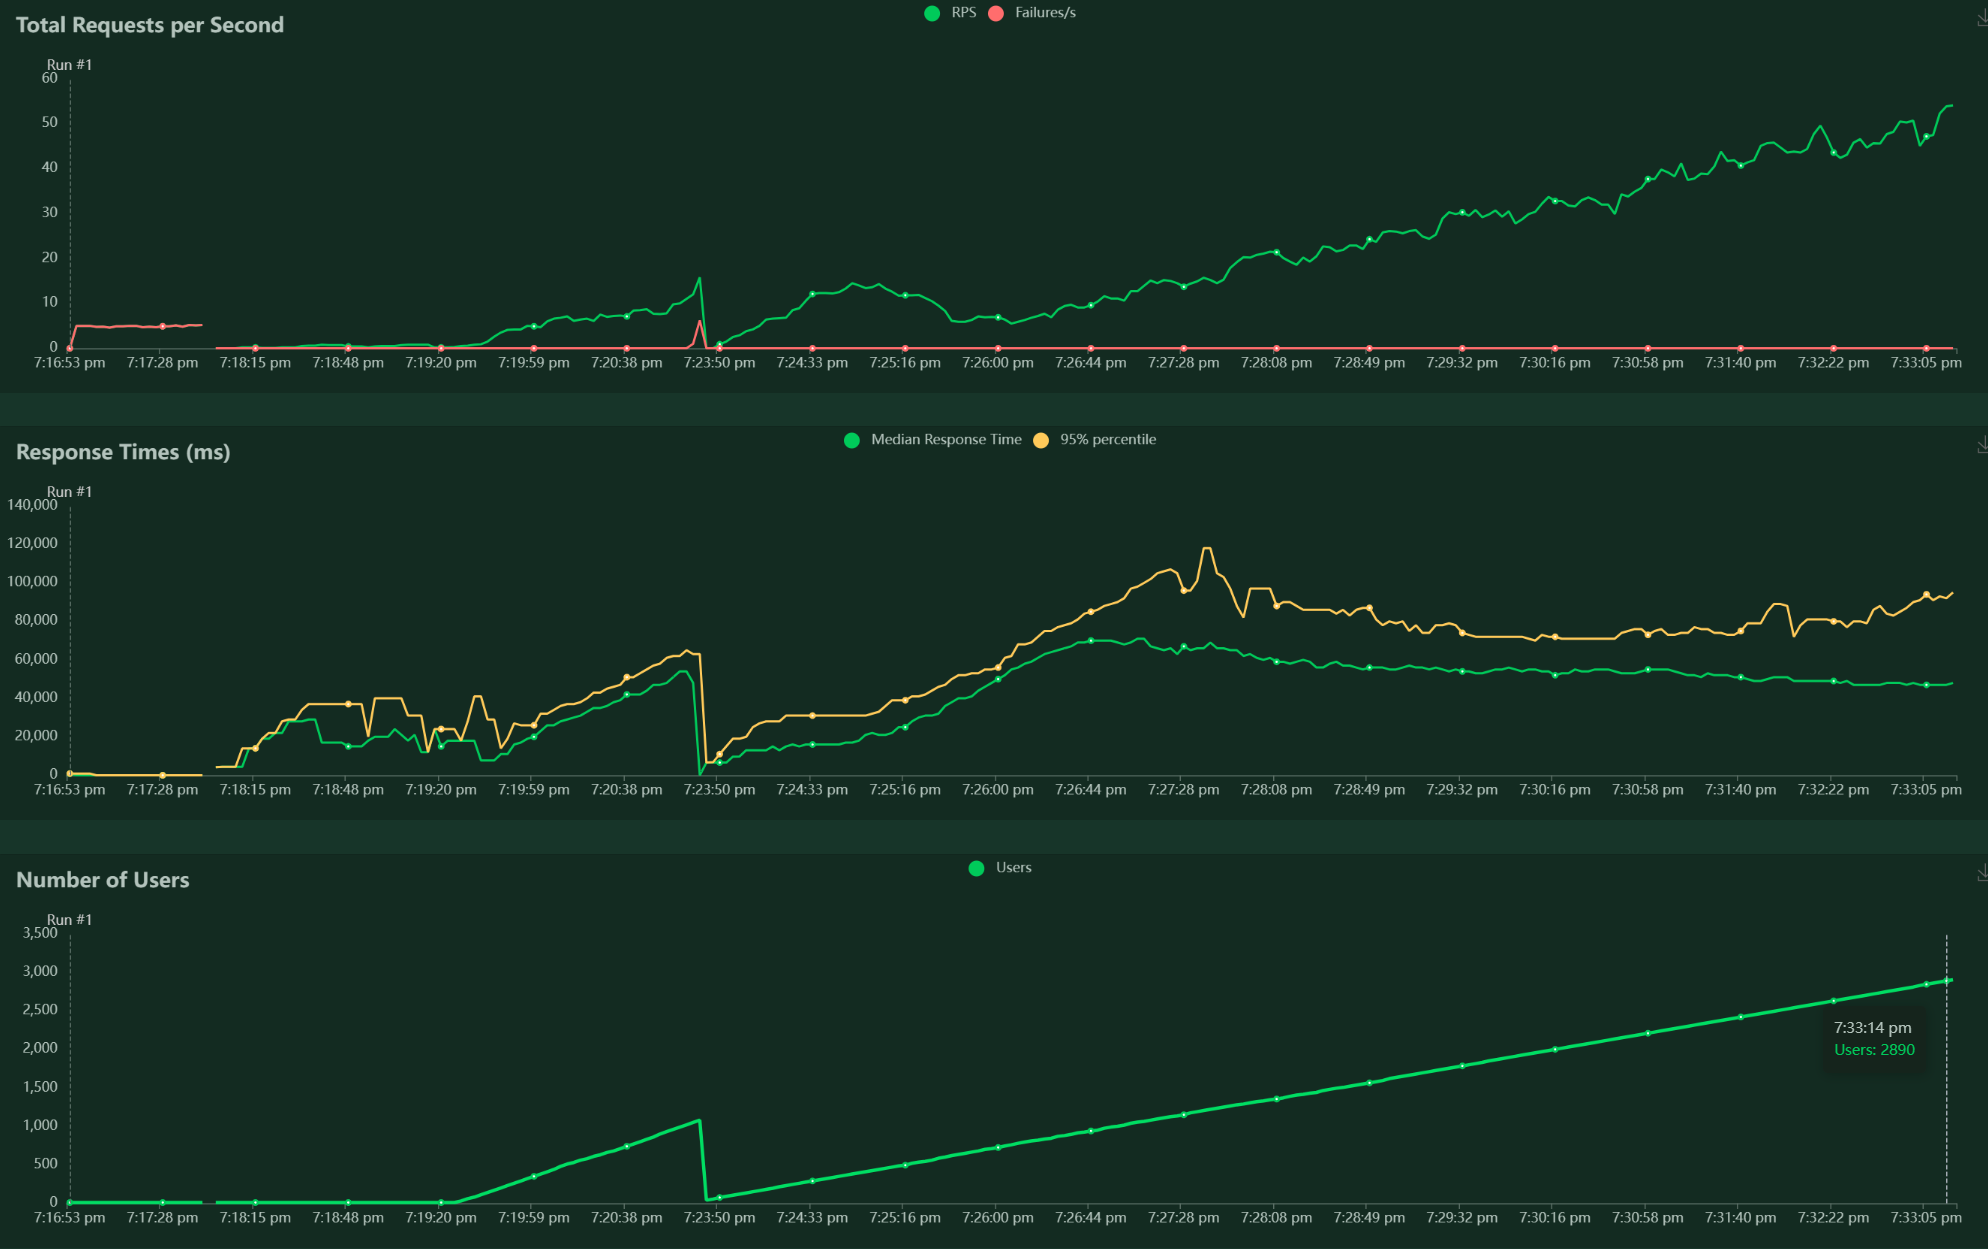 Total Requests per Second
RPS Failures/s
Run #1
60
50
40
30
20
10
0
7:16:53 pm 7:17:28 pm 7:18:15 pm 7:18:48 pm 7:19:20 pm 7:19:59 pm 7:20:38 pm 7:23:50 pm 7:24:33 pm 7:25:16 pm 7:26:00 pm 7:26:44 pm 7:27:28 pm 7:28:08 pm 7:28:49 pm 7:29:32 pm 7:30:16 pm 7:30:58 pm 7:31:40 pm 7:32:22 pm 7:33:05 pm
Response Times (ms)
Median Response Time 95% percentile
Run #1
140,000
120,000
100,000
80,000
60,000
40,000
20,000
0
7:16:53 pm 7:17:28 pm 7:18:15 pm 7:18:48 pm 7:19:20 pm 7:19:59 pm 7:20:38 pm 7:23:50 pm 7:24:33 pm 7:25:16 pm 7:26:00 pm 7:26:44 pm 7:27:28 pm 7:28:08 pm 7:28:49 pm 7:29:32 pm 7:30:16 pm 7:30:58 pm 7:31:40 pm 7:32:22 pm 7:33:05 pm
Number of Users
Users
Run #1
3,500
3,000
2,500
2,000
1,500
1,000
500
0
7:33:14 pm
Users: 2890
7:16:53 pm 7:17:28 pm 7:18:15 pm 7:18:48 pm 7:19:20 pm 7:19:59 pm 7:20:38 pm 7:23:50 pm 7:24:33 pm 7:25:16 pm 7:26:00 pm 7:26:44 pm 7:27:28 pm 7:28:08 pm 7:28:49 pm 7:29:32 pm 7:30:16 pm 7:30:58 pm 7:31:40 pm 7:32:22 pm 7:33:05 pm